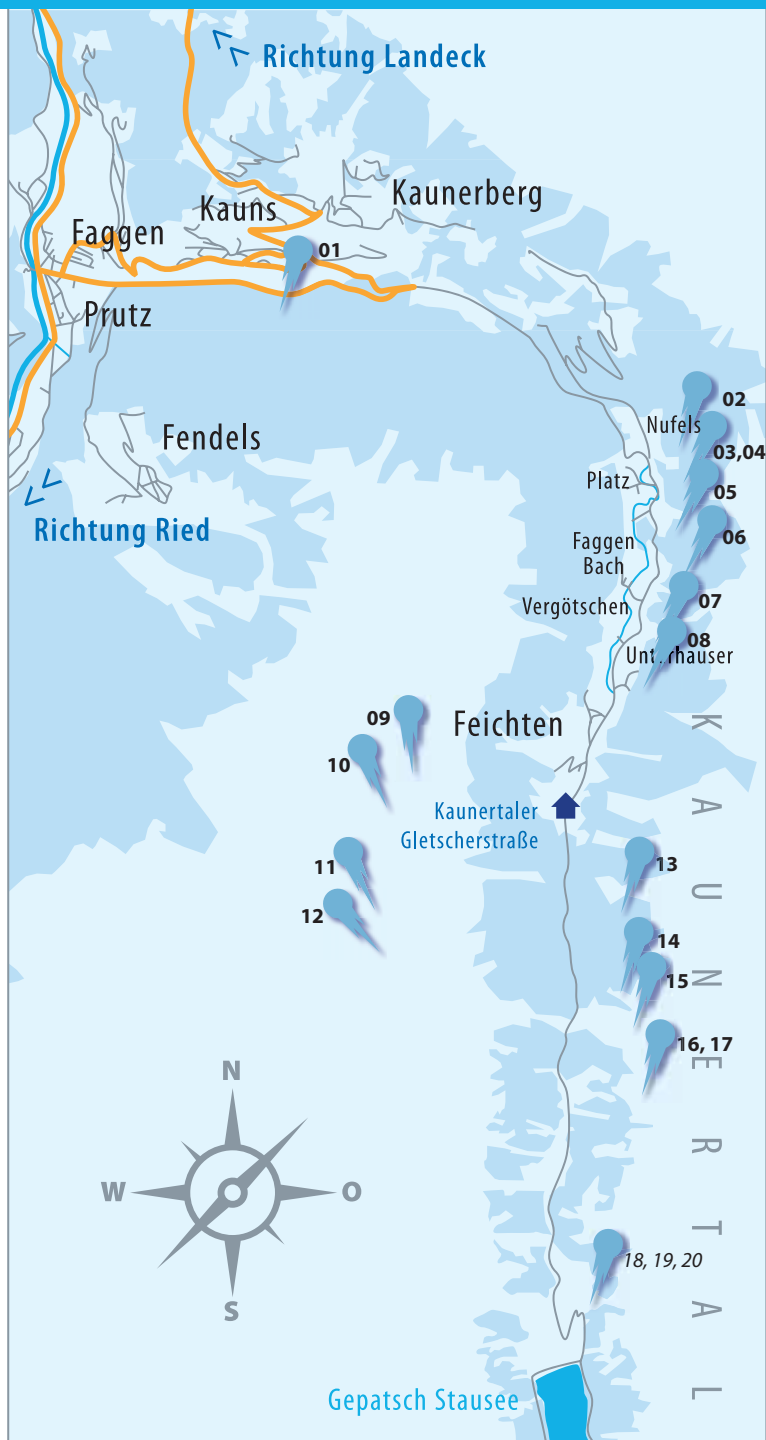 Richtung Landeck
Kaunerberg
Kauns
Faggen
01
Prutz
02
Nufels
Fendels
03,04
Platz
05
Richtung Ried
06
Faggen
Bach
07
Vergötschen
08
09
Feichten
10
Kaunertaler
Gletscherstraße
11
13
12
14
15
16, 17
KAUNERTAL
N
W
O
S
18, 19, 20
Gepatsch Stausee